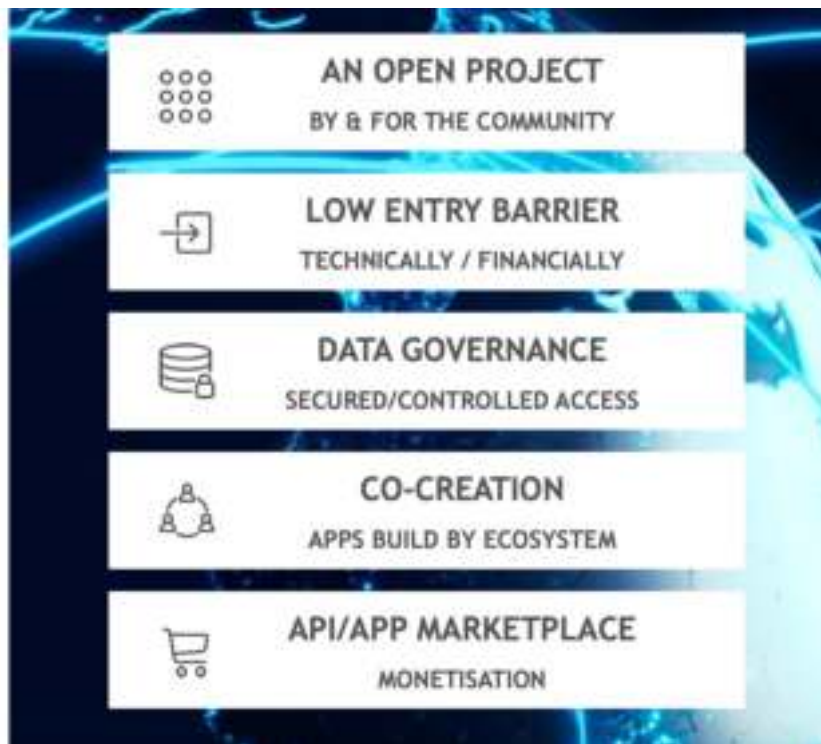 AN OPEN PROJECT
BY & FOR THE COMMUNITY
LOW ENTRY BARRIER
TECHNICALLY / FINANCIALLY
DATA GOVERNANCE
SECURED/CONTROLLED ACCESS
CO-CREATION
APPS BUILD BY ECOSYSTEM
API/APP MARKETPLACE
MONETISATION